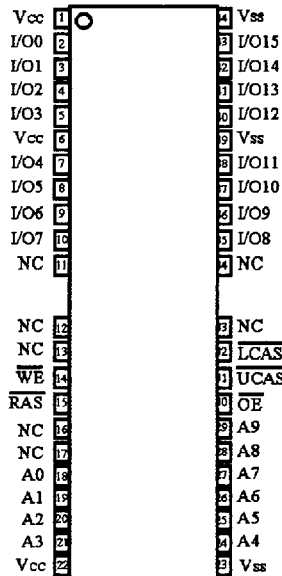 Vcc 1 44 Vss
I/O0 2 43 I/O15
I/O1 3 42 I/O14
I/O2 4 41 I/O13
I/O3 5 40 I/O12
Vcc 6 39 Vss
I/O4 7 38 I/O11
I/O5 8 37 I/O10
I/O6 9 36 I/O9
I/O7 10 35 I/O8
NC 11 34 NC
NC 12 33 NC
NC 13 32 LCAS
WE 14 31 UCAS
RAS 15 30 OE
NC 16 29 A9
NC 17 28 A8
A0 18 27 A7
A1 19 26 A6
A2 20 25 A5
A3 21 24 A4
Vcc 22 23 Vss